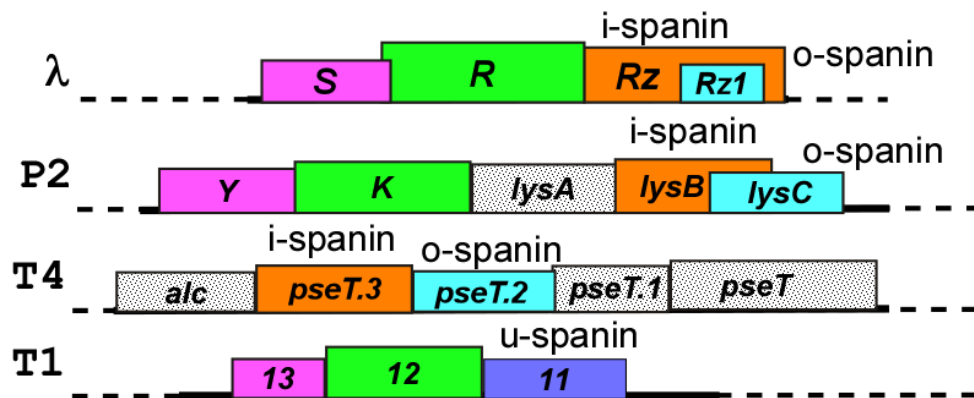 i-spanin
o-spanin
λ S R Rz Rz1
i-spanin
o-spanin
P2 Y K lysA lysB lysC
i-spanin o-spanin
T4 alc pseT.3 pseT.2 pseT.1 pseT
u-spanin
T1 13 12 11